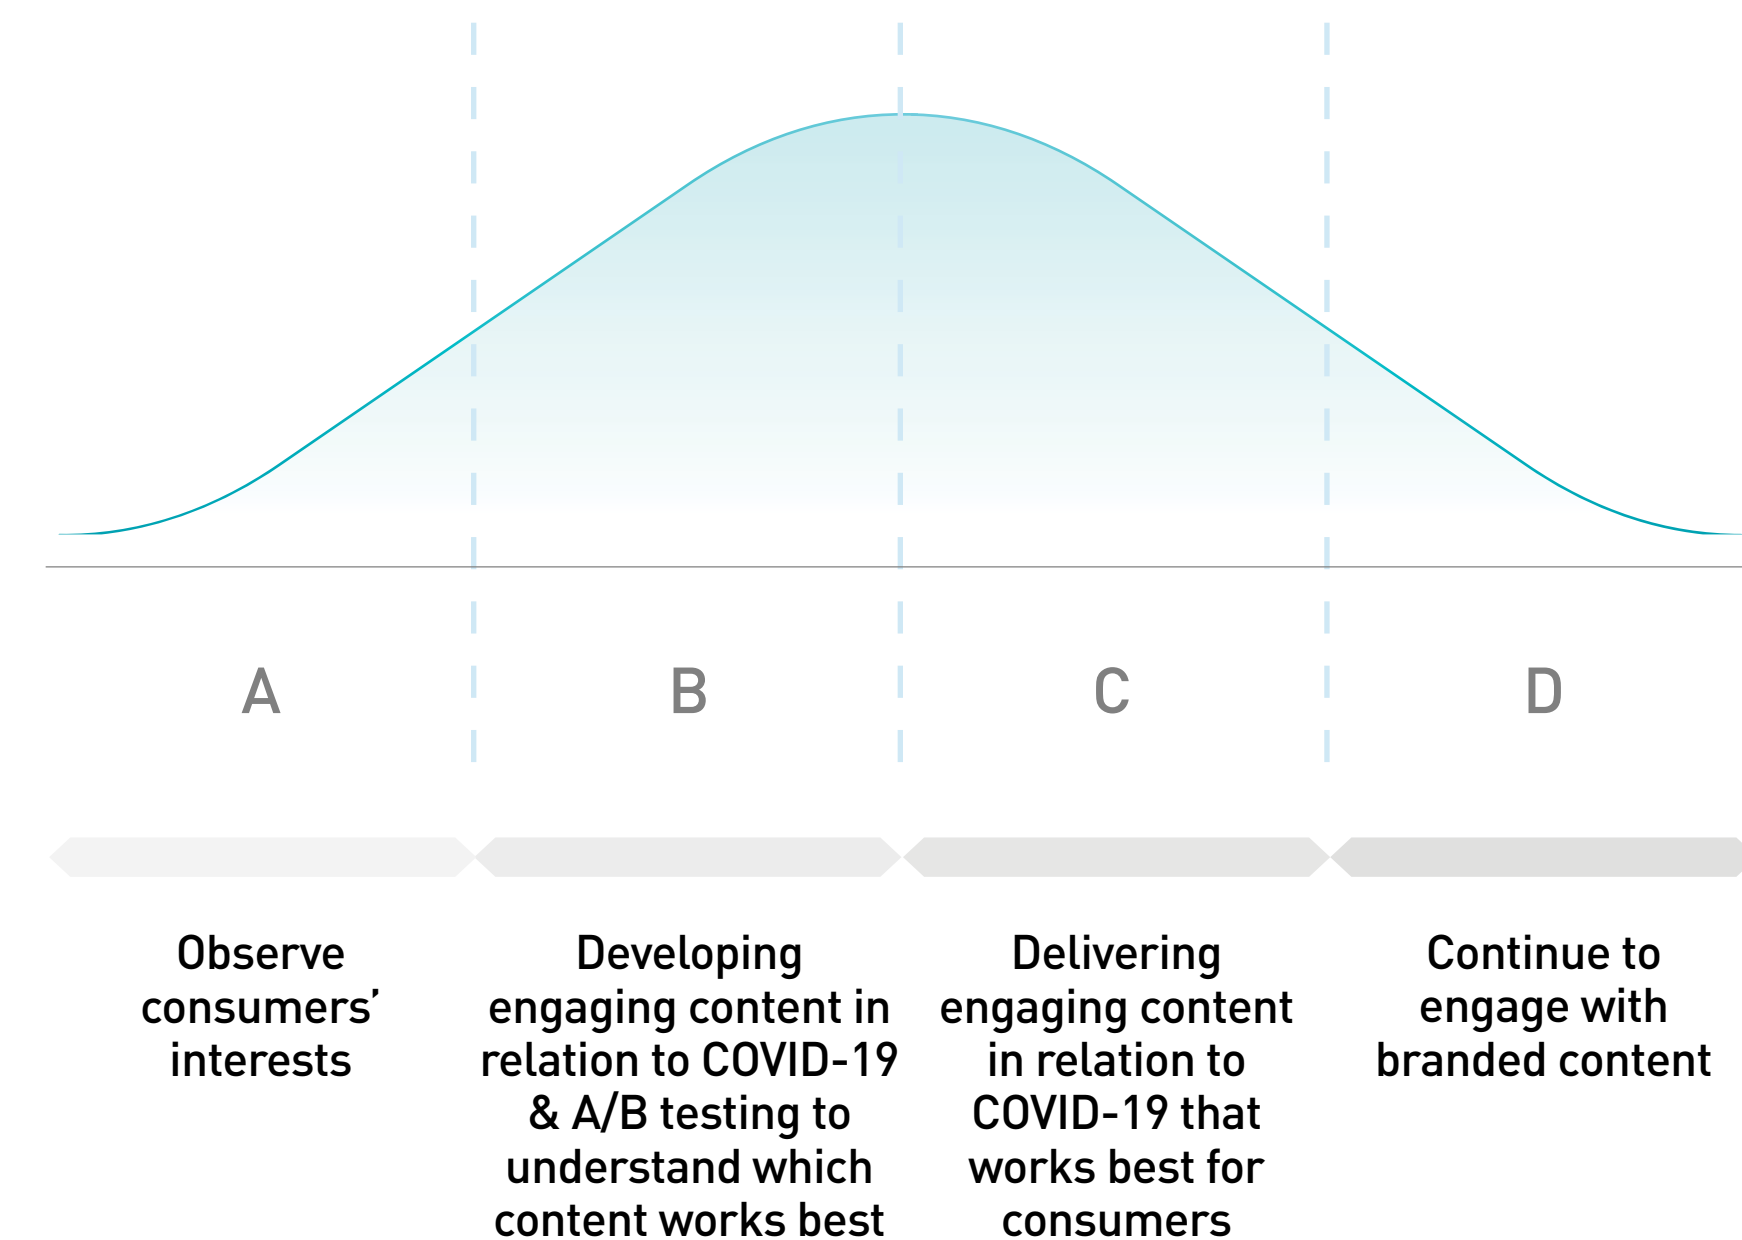 A
B
C
D
Observe
consumers’
interests
Developing
engaging content in
relation to COVID-19
& A/B testing to
understand which
content works best
Delivering
engaging content
in relation to
COVID-19 that
works best for
consumers
Continue to
engage with
branded content